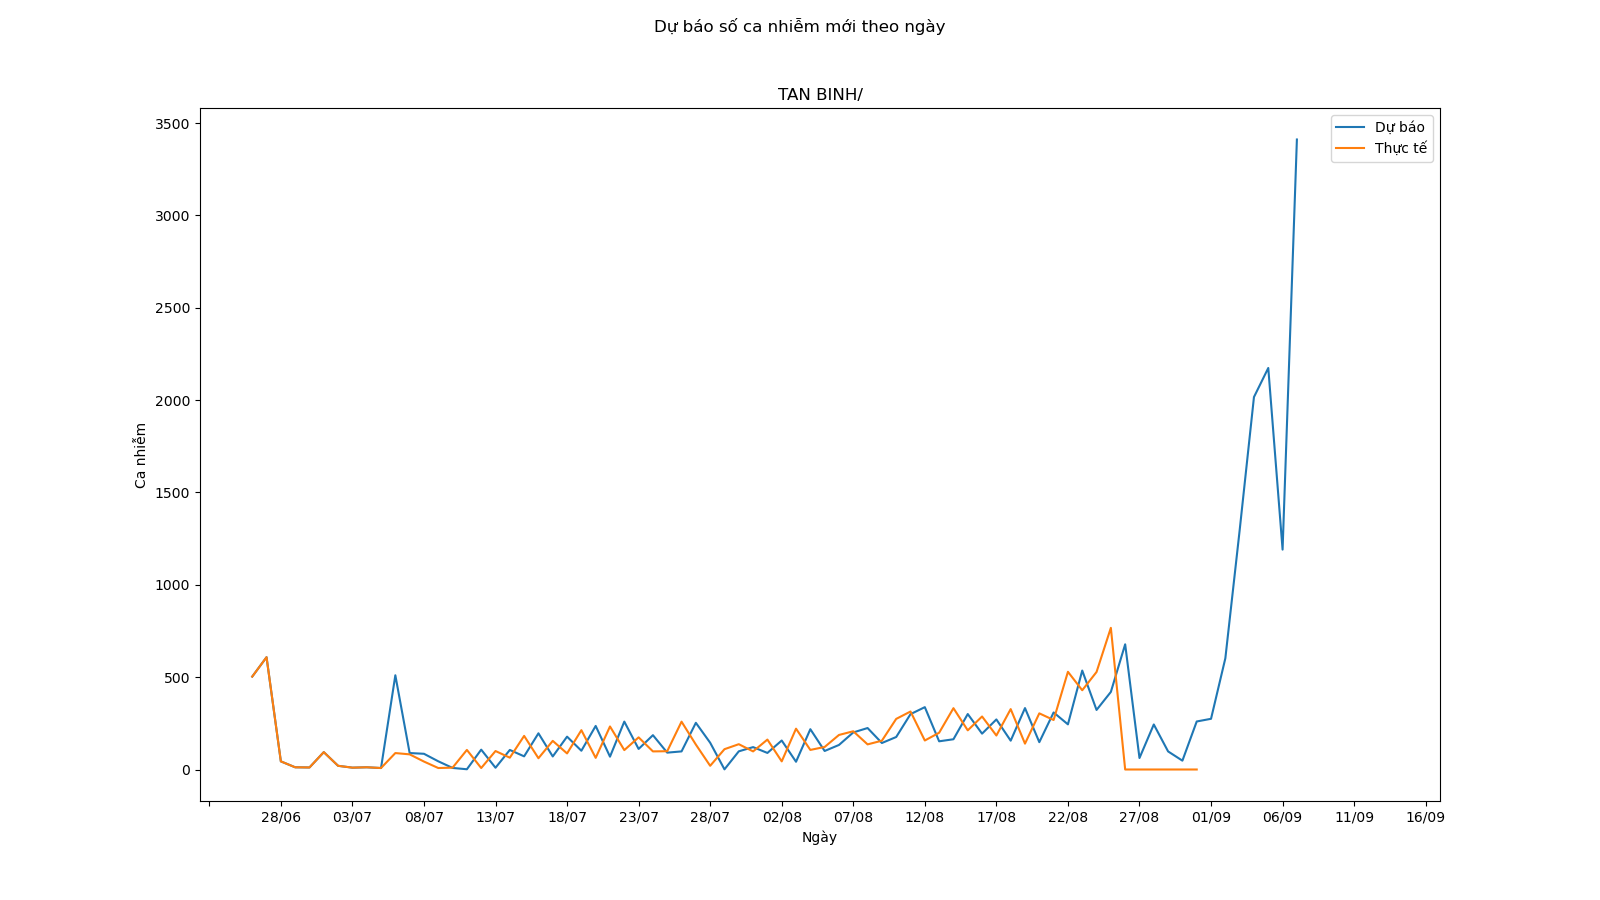 Dự báo số ca nhiễm mới theo ngày
TAN BINH/
Dự báo
Thực tế
3500
3000
2500
2000
1500
1000
500
0
Ca nhiễm
28/06 03/07 08/07 13/07 18/07 23/07 28/07 02/08 07/08 12/08 17/08 22/08 27/08 01/09 06/09 11/09 16/09
Ngày